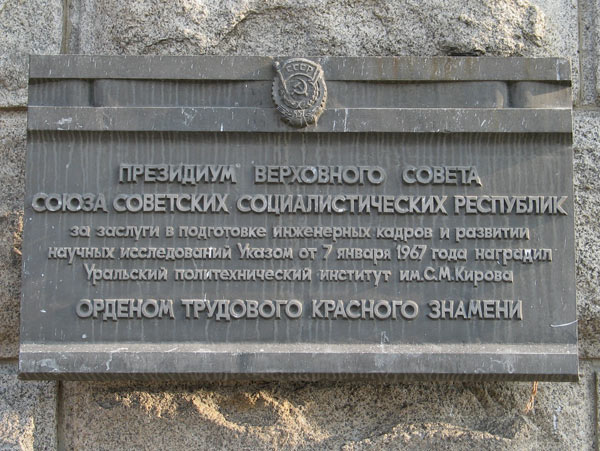 СССР
ПРЕЗИДИУМ ВЕРХОВНОГО СОВЕТА
СОЮЗА СОВЕТСКИХ СОЦИАЛИСТИЧЕСКИХ РЕСПУБЛИК
за заслуги в подготовке инженерных кадров и развитии
научных исследований Указом от 7 января 1967 года наградил
Уральский политехнический институт им.С.М.Кирова
ОРДЕНОМ ТРУДОВОГО КРАСНОГО ЗНАМЕНИ